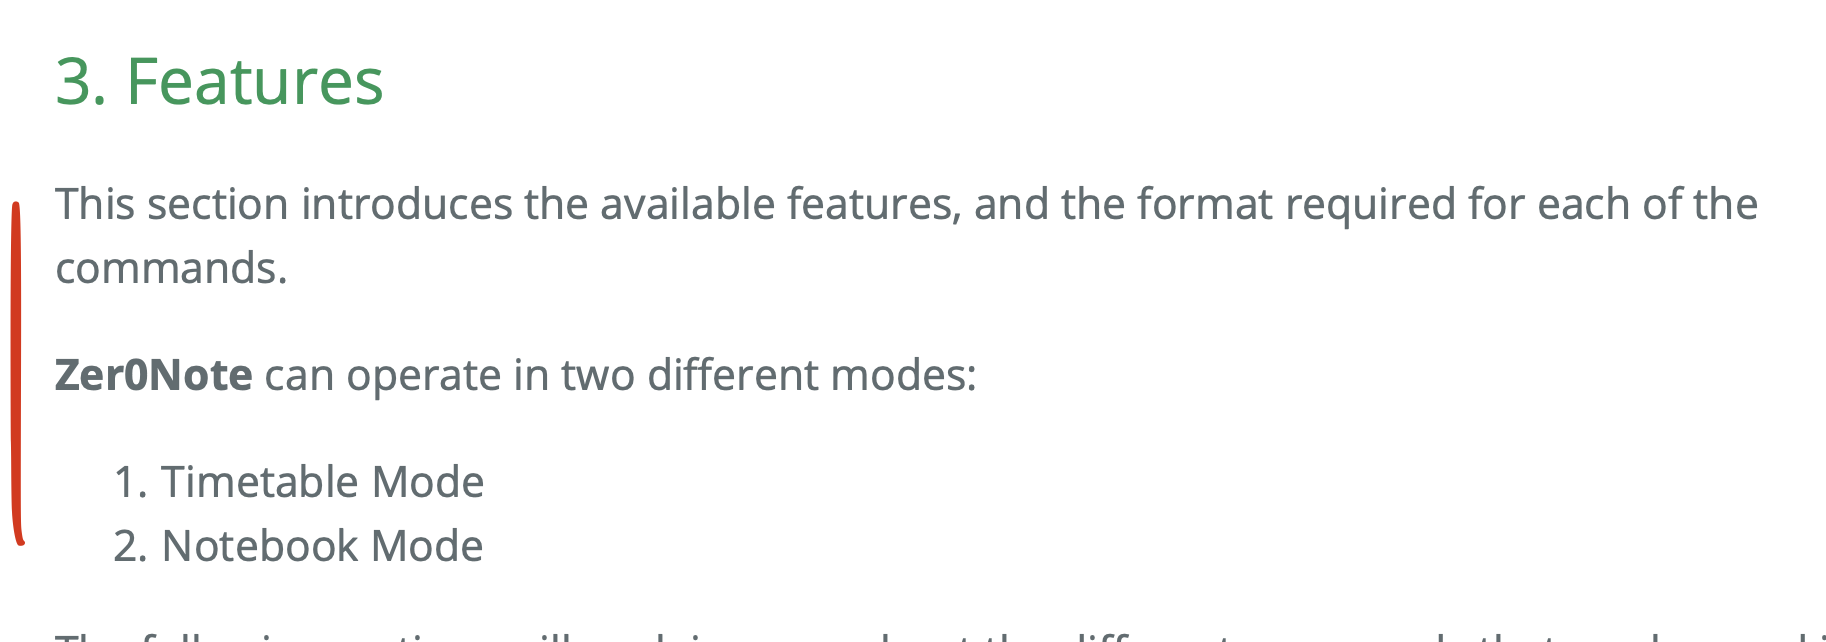 3. Features
This section introduces the available features, and the format required for each of the
commands.
Zer0Note can operate in two different modes:
1. Timetable Mode
2. Notebook Mode